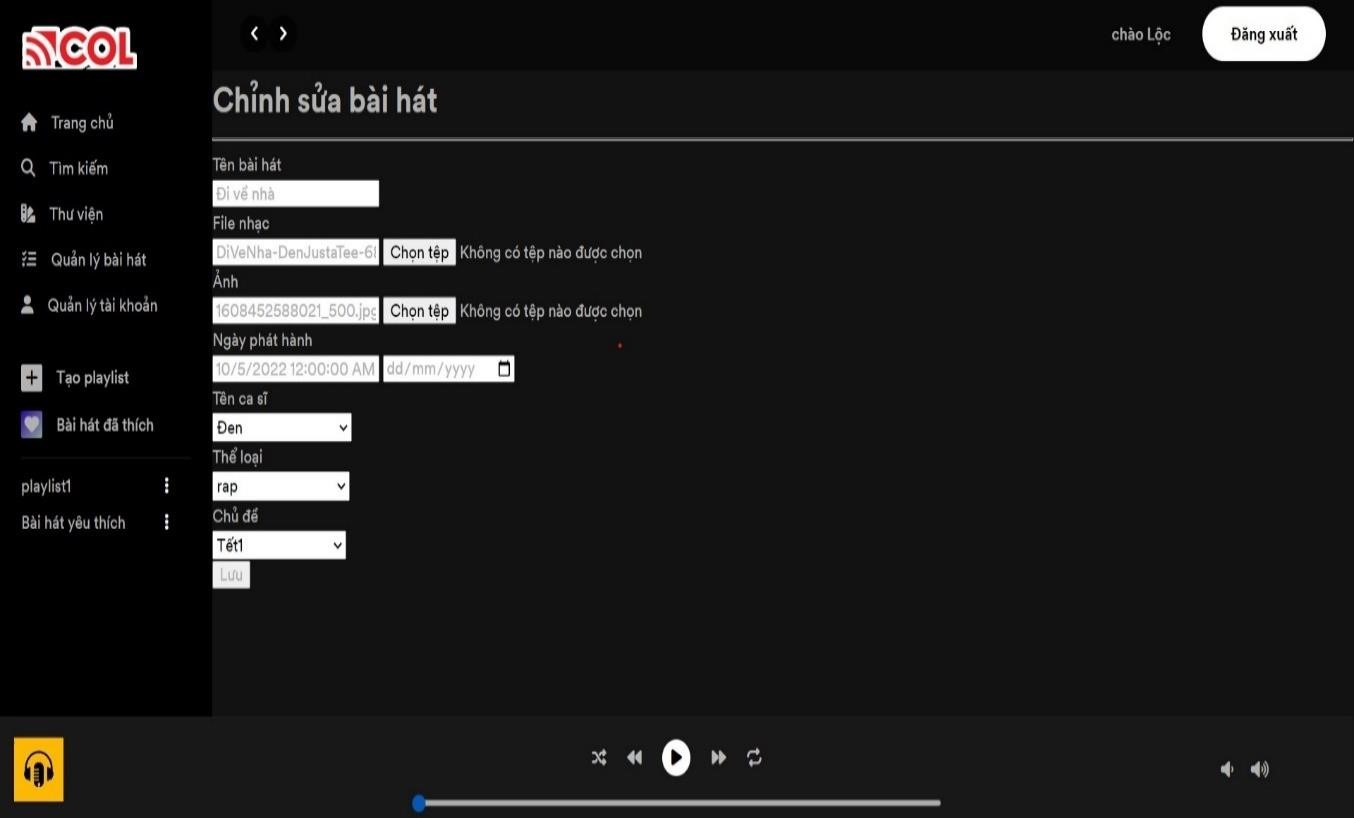 COL
Trang chủ
Tìm kiếm
Thư viện
Quản lý bài hát
Quản lý tài khoản
Tạo playlist
Bài hát đã thích
playlist1
Bài hát yêu thích
chào Lộc
Đăng xuất
Chỉnh sửa bài hát
Tên bài hát
Đi về nhà
File nhạc
DiVeNha-DenJustaTee-68 Chọn tệp Không có tệp nào được chọn
Ảnh
1608452588021_500.jpg Chọn tệp Không có tệp nào được chọn
Ngày phát hành
10/5/2022 12:00:00 AM dd/mm/yyyy
Tên ca sĩ
Đen
Thể loại
rap
Chủ đề
Tết1
Lưu